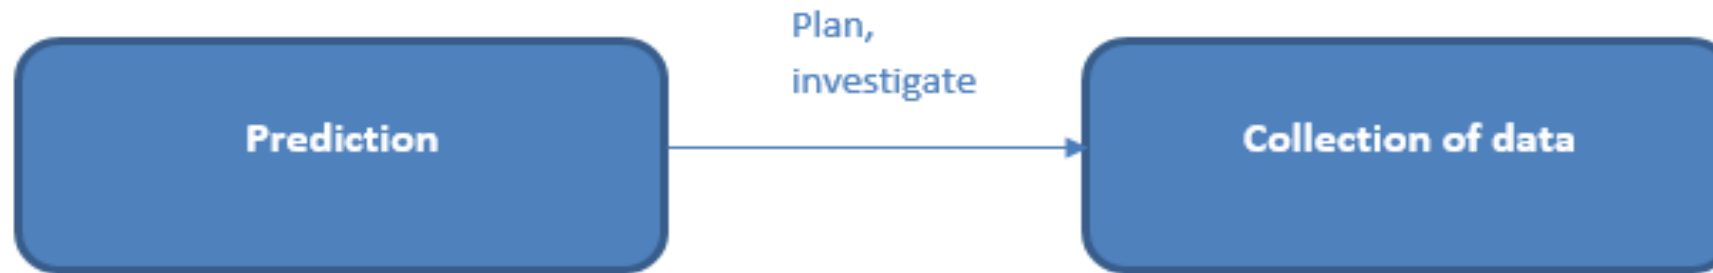 Prediction
Plan,
investigate
Collection of data